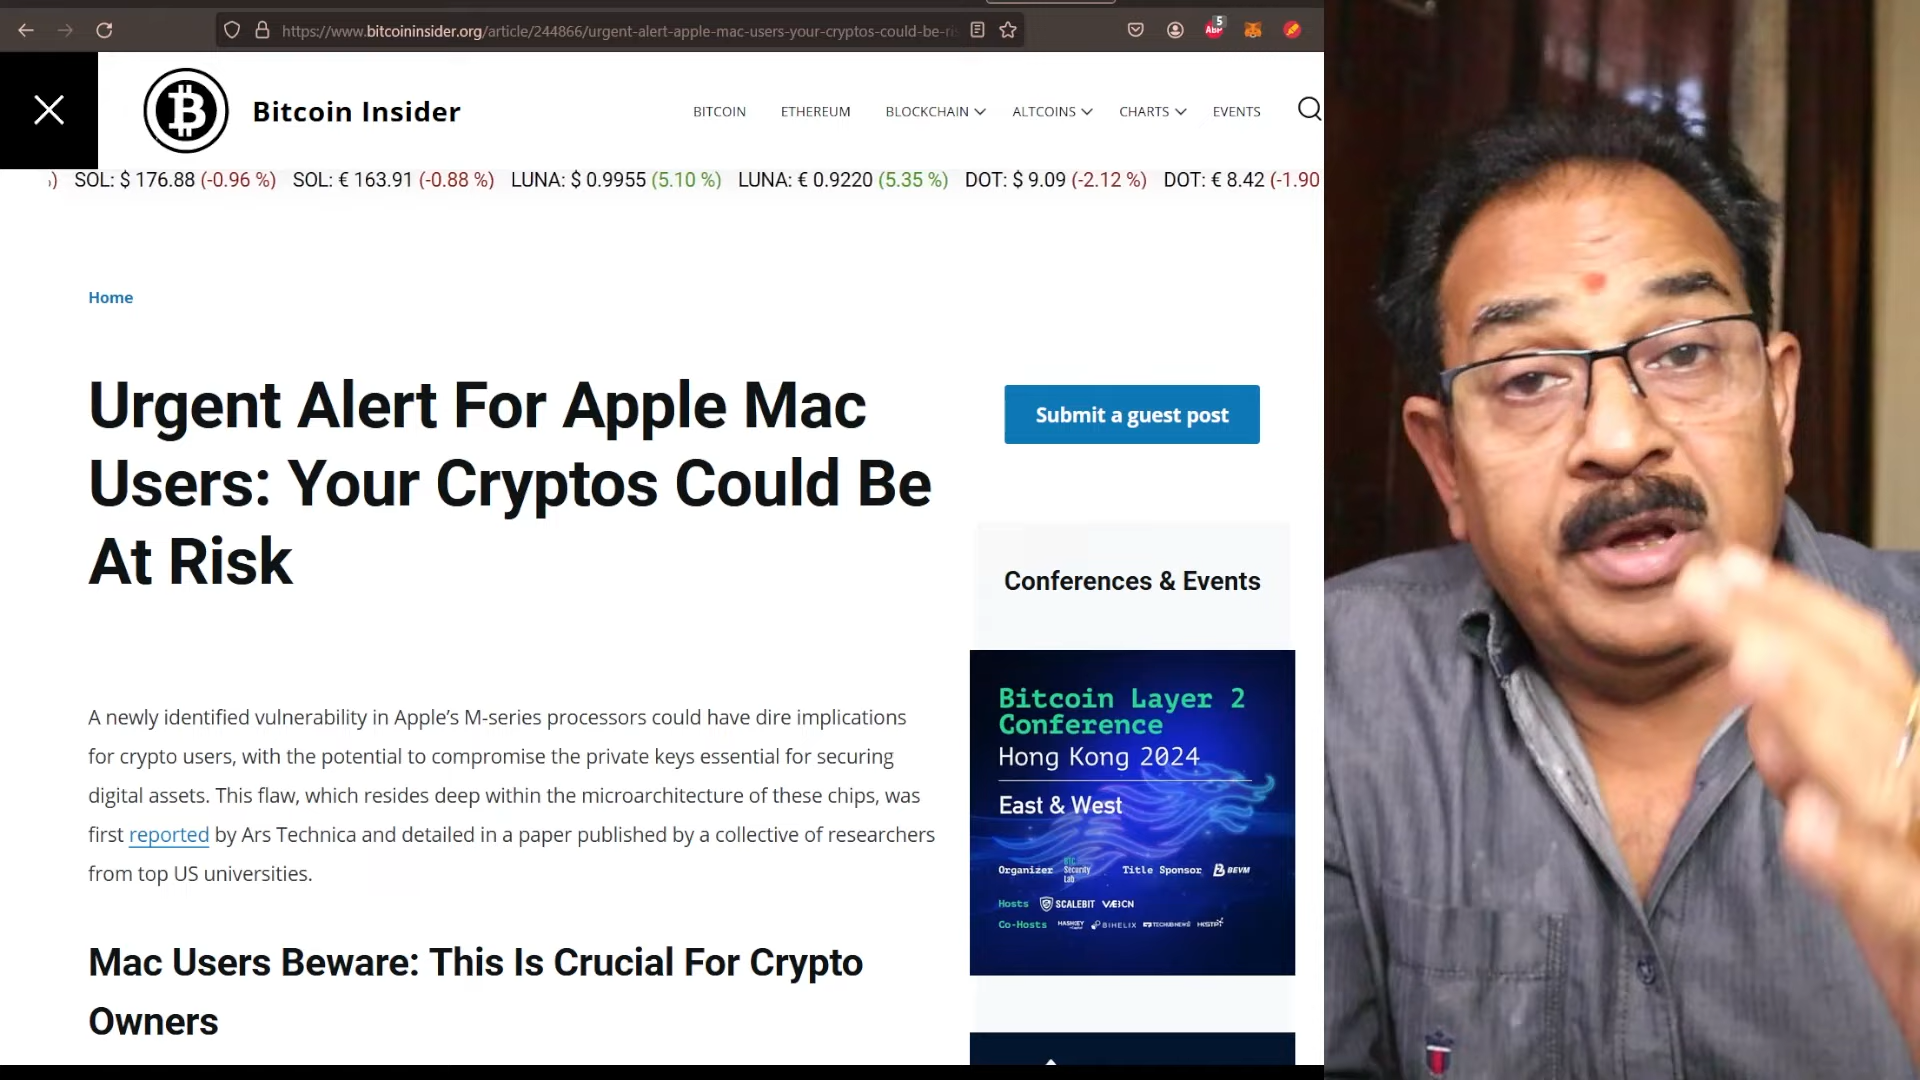 https://www.bitcoininsider.org/article/244866/urgent-alert-apple-mac-users-your-cryptos-could-be-ri
ABP
5
Bitcoin Insider
BITCOIN
ETHEREUM
BLOCKCHAIN
ALTCOINS
CHARTS
EVENTS
) SOL: $ 176.88 (-0.96 %) SOL: € 163.91 (-0.88 %) LUNA: $ 0.9955 (5.10 %) LUNA: € 0.9220 (5.35 %) DOT: $ 9.09 (-2.12 %) DOT: € 8.42 (-1.90
Home
Urgent Alert For Apple Mac
Users: Your Cryptos Could Be
At Risk
Submit a guest post
A newly identified vulnerability in Apple’s M-series processors could have dire implications
for crypto users, with the potential to compromise the private keys essential for securing
digital assets. This flaw, which resides deep within the microarchitecture of these chips, was
first reported by Ars Technica and detailed in a paper published by a collective of researchers
from top US universities.
Mac Users Beware: This Is Crucial For Crypto
Owners
Conferences & Events
Bitcoin Layer 2
Conference
Hong Kong 2024
East & West
Organizer
Security
Lab
Title Sponsor
BEVM
Hosts
SCALEBIT
Co-Hosts
BIHELIX